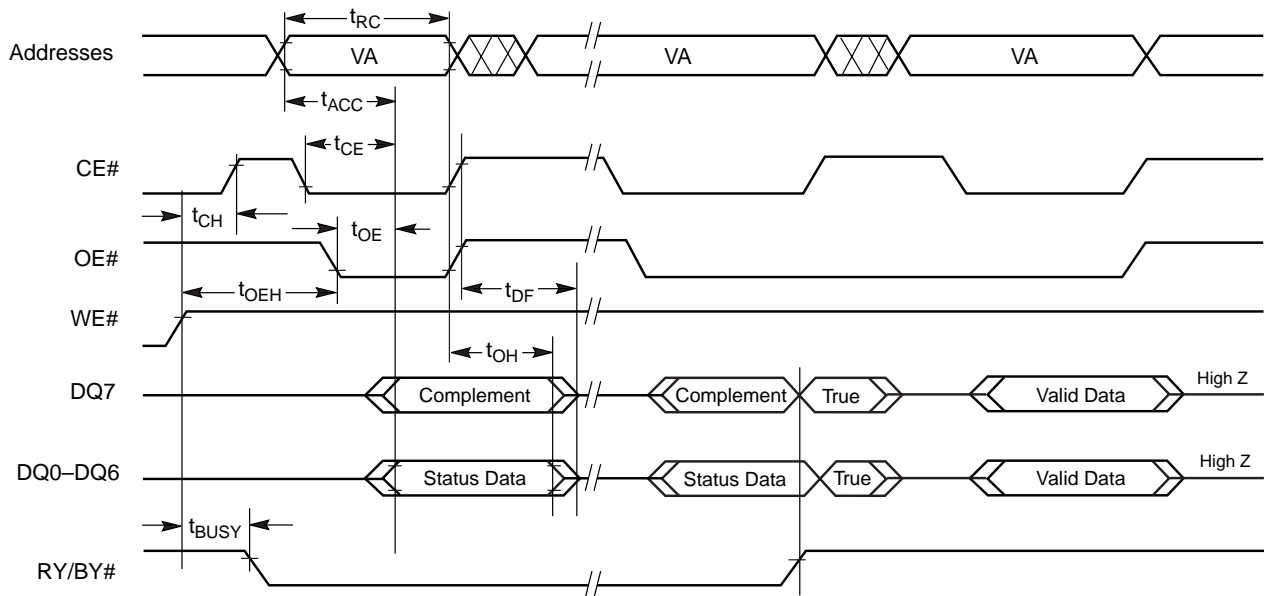 tRC
Addresses VA VA VA
tACC
tCE
CE#
tCH tOE
OE#
tOEH tDF
WE#
tOH
DQ7 Complement Complement True Valid Data High Z
DQ0–DQ6 Status Data Status Data True Valid Data High Z
tBUSY
RY/BY#